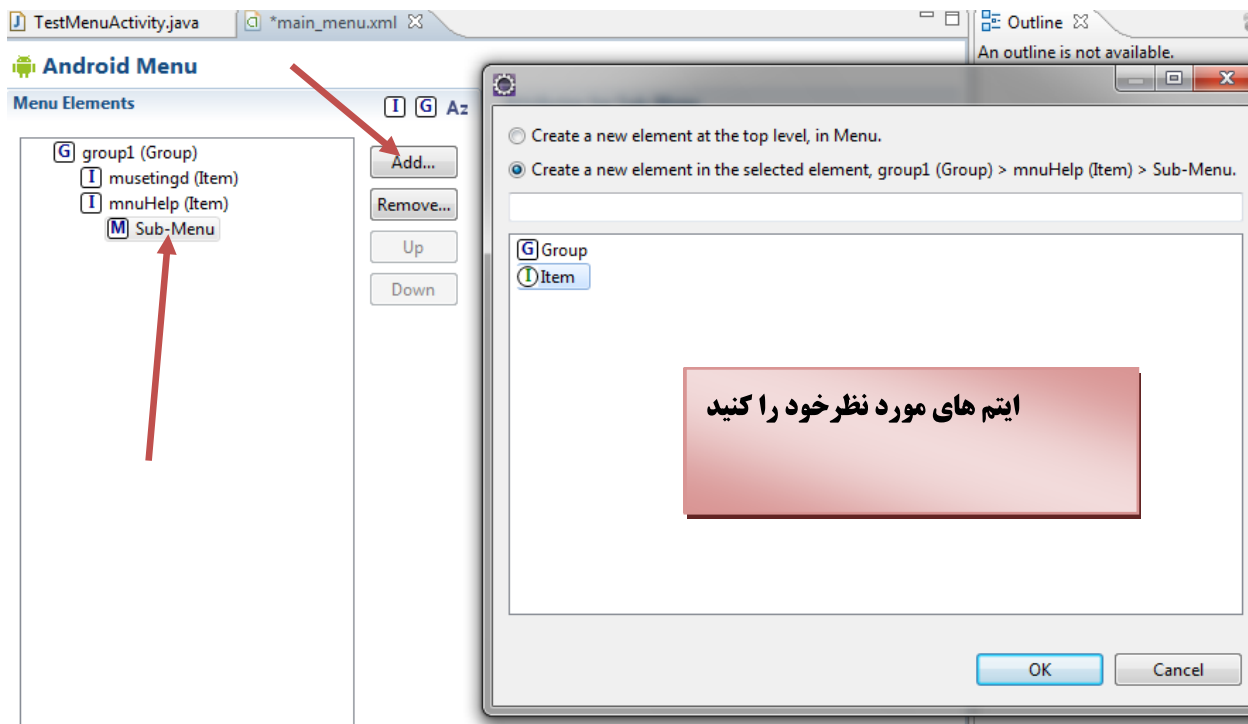 TestMenuActivity.java
*main_menu.xml
Outline
An outline is not available.
Android Menu
Menu Elements
I G Az
G group1 (Group)
I musetingd (Item)
I mnuHelp (Item)
M Sub-Menu
Add...
Remove...
Up
Down
Create a new element at the top level, in Menu.
Create a new element in the selected element, group1 (Group) > mnuHelp (Item) > Sub-Menu.
G Group
I Item
ایتم های مورد نظرخود را کنید
OK
Cancel